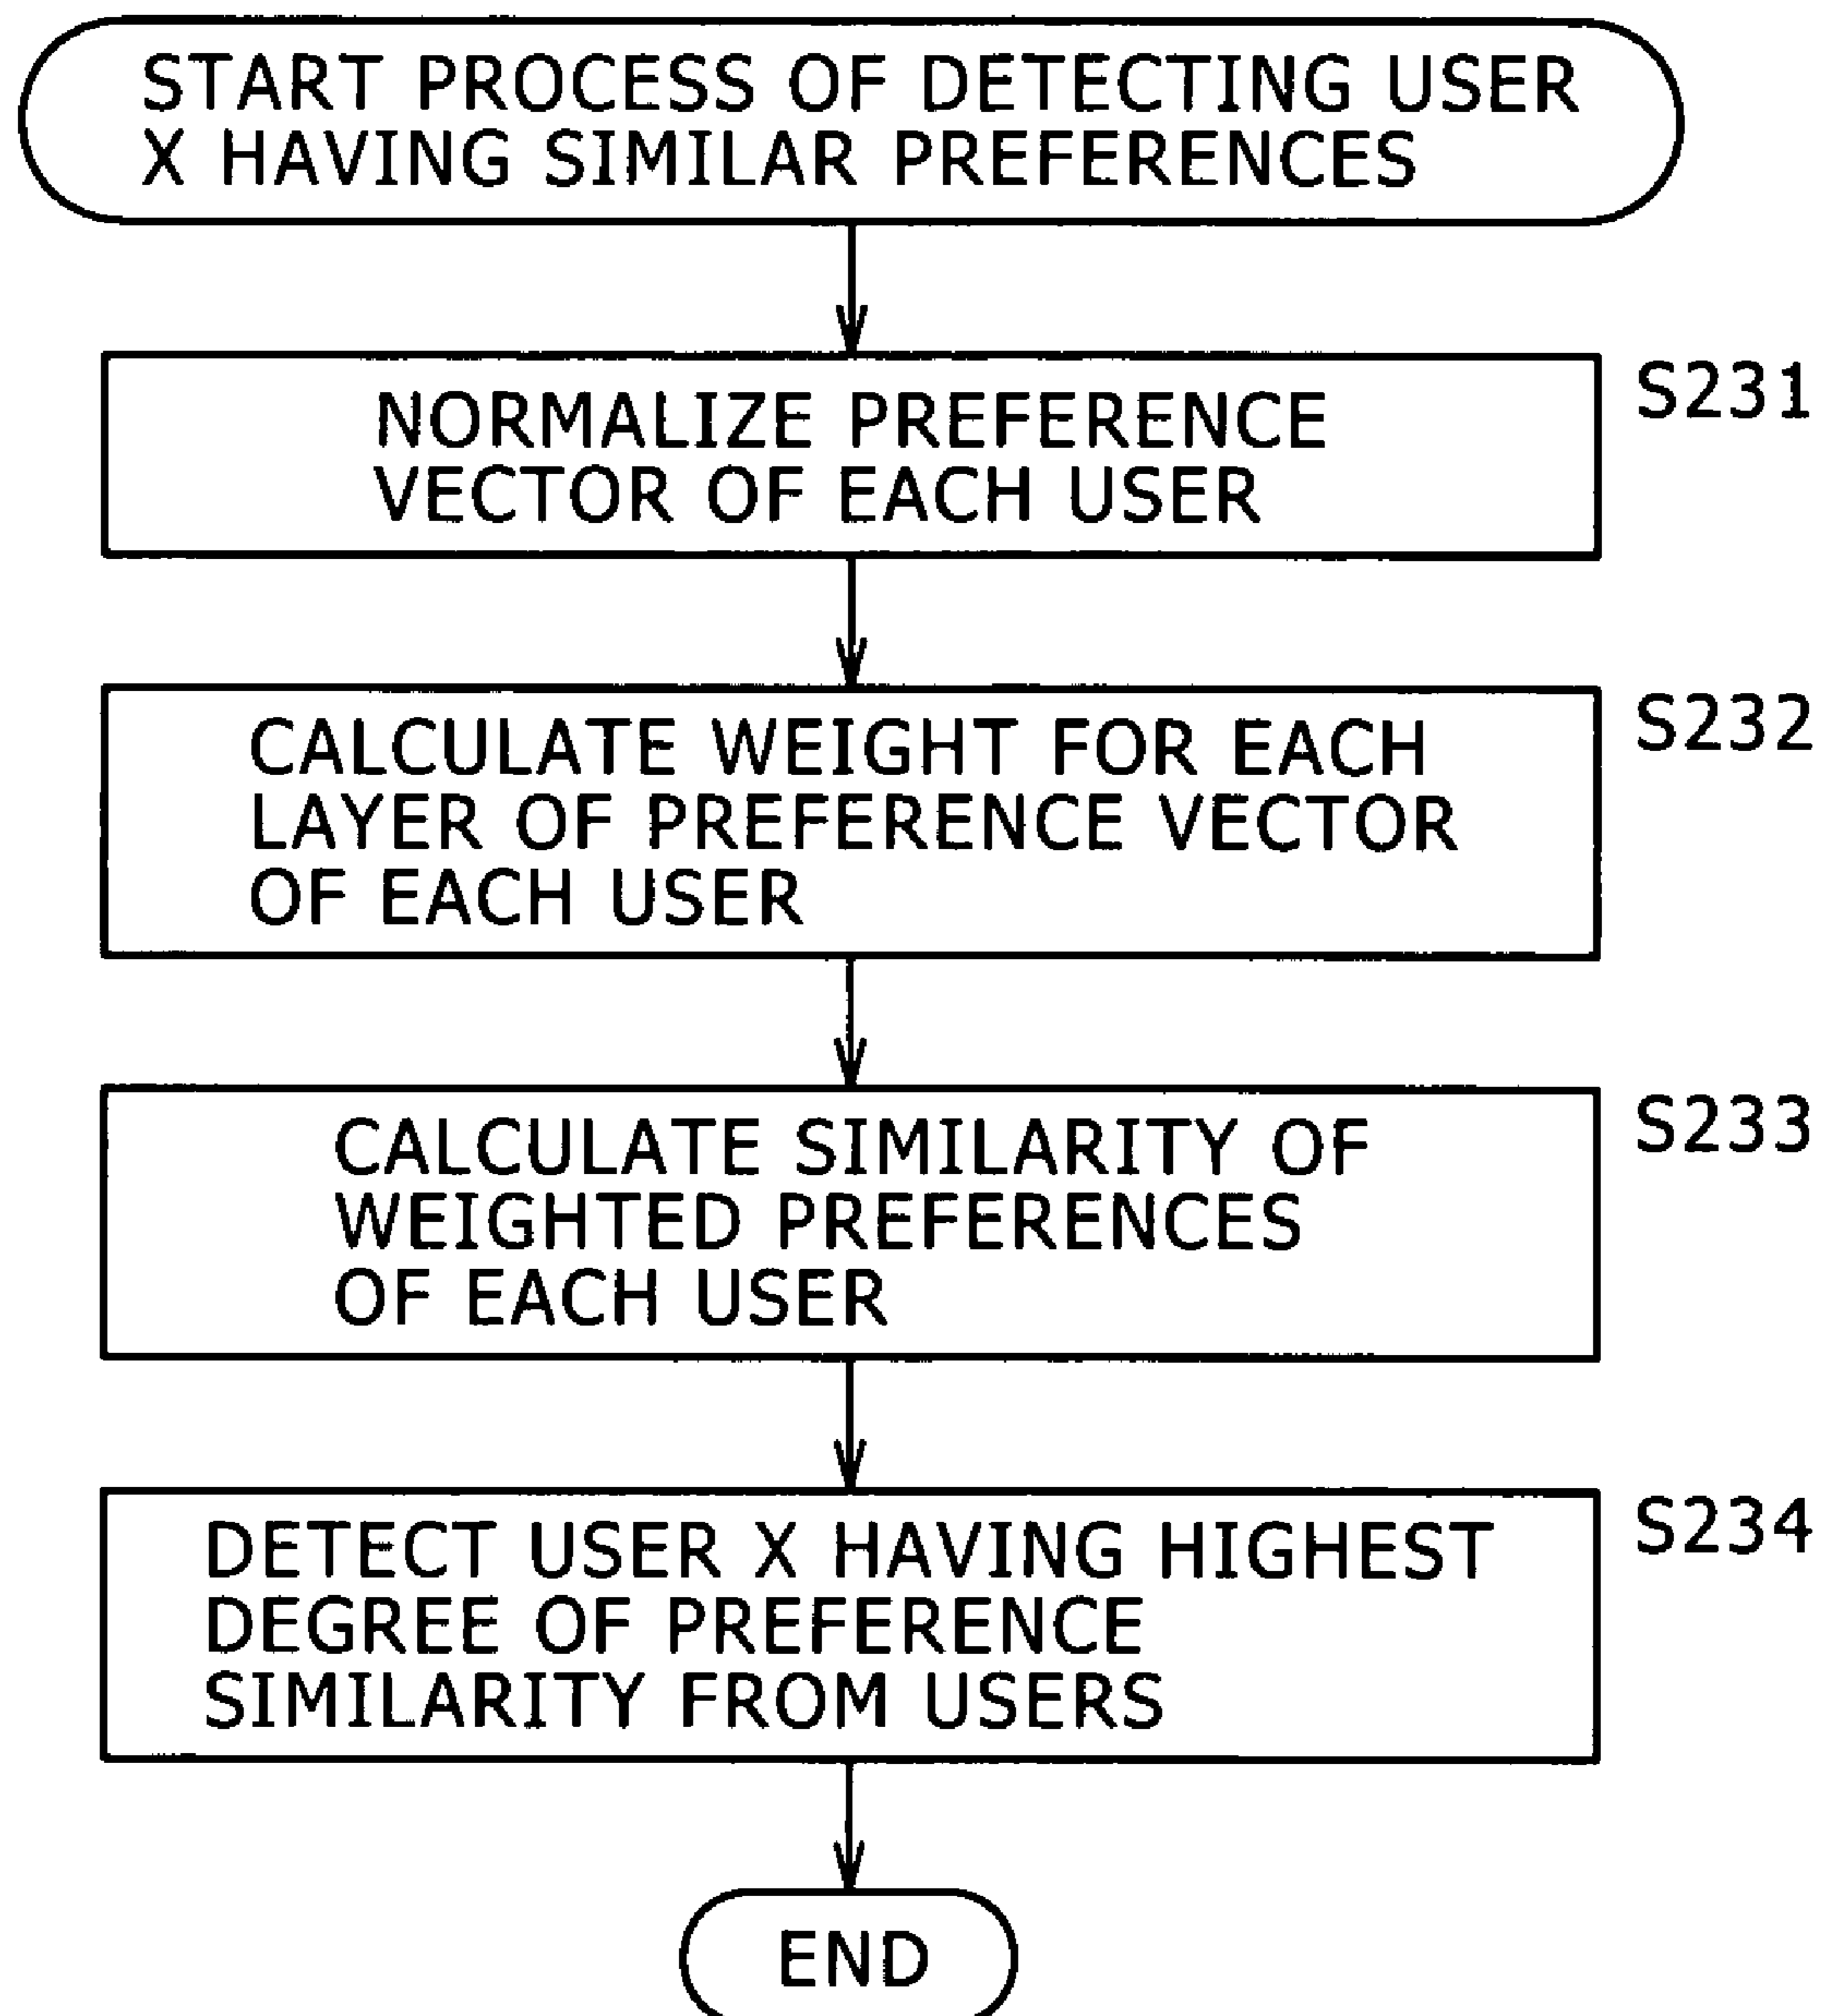 START PROCESS OF DETECTING USER
X HAVING SIMILAR PREFERENCES
S231
NORMALIZE PREFERENCE
VECTOR OF EACH USER
S232
CALCULATE WEIGHT FOR EACH
LAYER OF PREFERENCE VECTOR
OF EACH USER
S233
CALCULATE SIMILARITY OF
WEIGHTED PREFERENCES
OF EACH USER
S234
DETECT USER X HAVING HIGHEST
DEGREE OF PREFERENCE
SIMILARITY FROM USERS
END